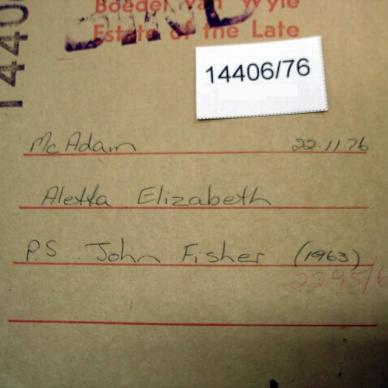 1440
Boedel van Wyle
Estate of the Late
14406/76
McAdam 22.11.76
Aletta Elizabeth
P.S John Fisher (1963)